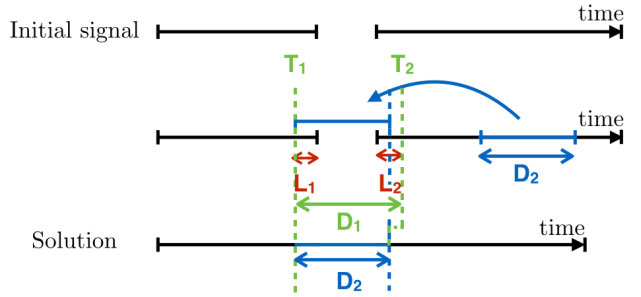 time
Initial signal
T1 T2
time
L1 L2 D2
D1
Solution time
D2